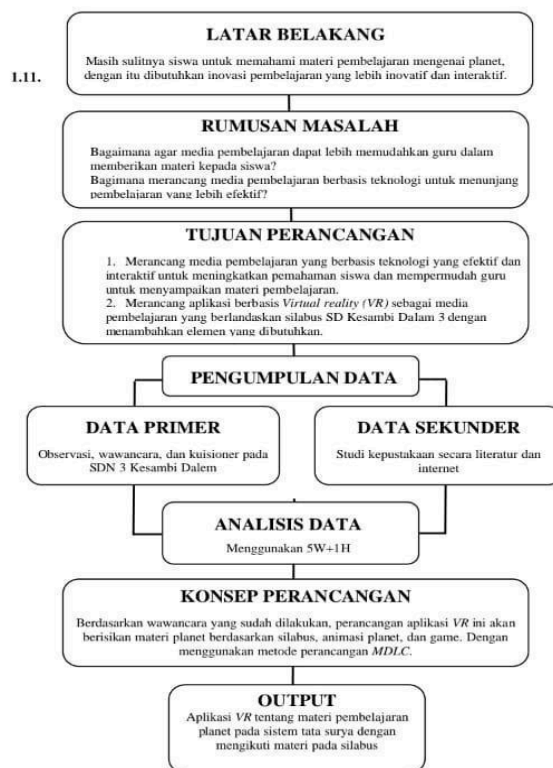 LATAR BELAKANG
Masih sulitnya siswa untuk memahami materi pembelajaran mengenai planet,
dengan itu dibutuhkan inovasi pembelajaran yang lebih inovatif dan interaktif.
1.11.
RUMUSAN MASALAH
Bagaimana agar media pembelajaran dapat lebih memudahkan guru dalam
memberikan materi kepada siswa?
Bagimana merancang media pembelajaran berbasis teknologi untuk menunjang
pembelajaran yang lebih efektif?
TUJUAN PERANCANGAN
1. Merancang media pembelajaran yang berbasis teknologi yang efektif dan
interaktif untuk meningkatkan pemahaman siswa dan mempermudah guru
untuk menyampaikan materi pembelajaran.
2. Merancang aplikasi berbasis Virtual reality (VR) sebagai media
pembelajaran yang berlandaskan silabus SD Kesambi Dalam 3 dengan
menambahkan elemen yang dibutuhkan.
PENGUMPULAN DATA
DATA PRIMER
Observasi, wawancara, dan kuisioner pada
SDN 3 Kesambi Dalem
DATA SEKUNDER
Studi kepustakaan secara literatur dan
internet
ANALISIS DATA
Menggunakan 5W+1H
KONSEP PERANCANGAN
Berdasarkan wawancara yang sudah dilakukan, perancangan aplikasi VR ini akan
berisikan materi planet berdasarkan silabus, animasi planet, dan game. Dengan
menggunakan metode perancangan MDLC.
OUTPUT
Aplikasi VR tentang materi pembelajaran
planet pada sistem tata surya dengan
mengikuti materi pada silabus